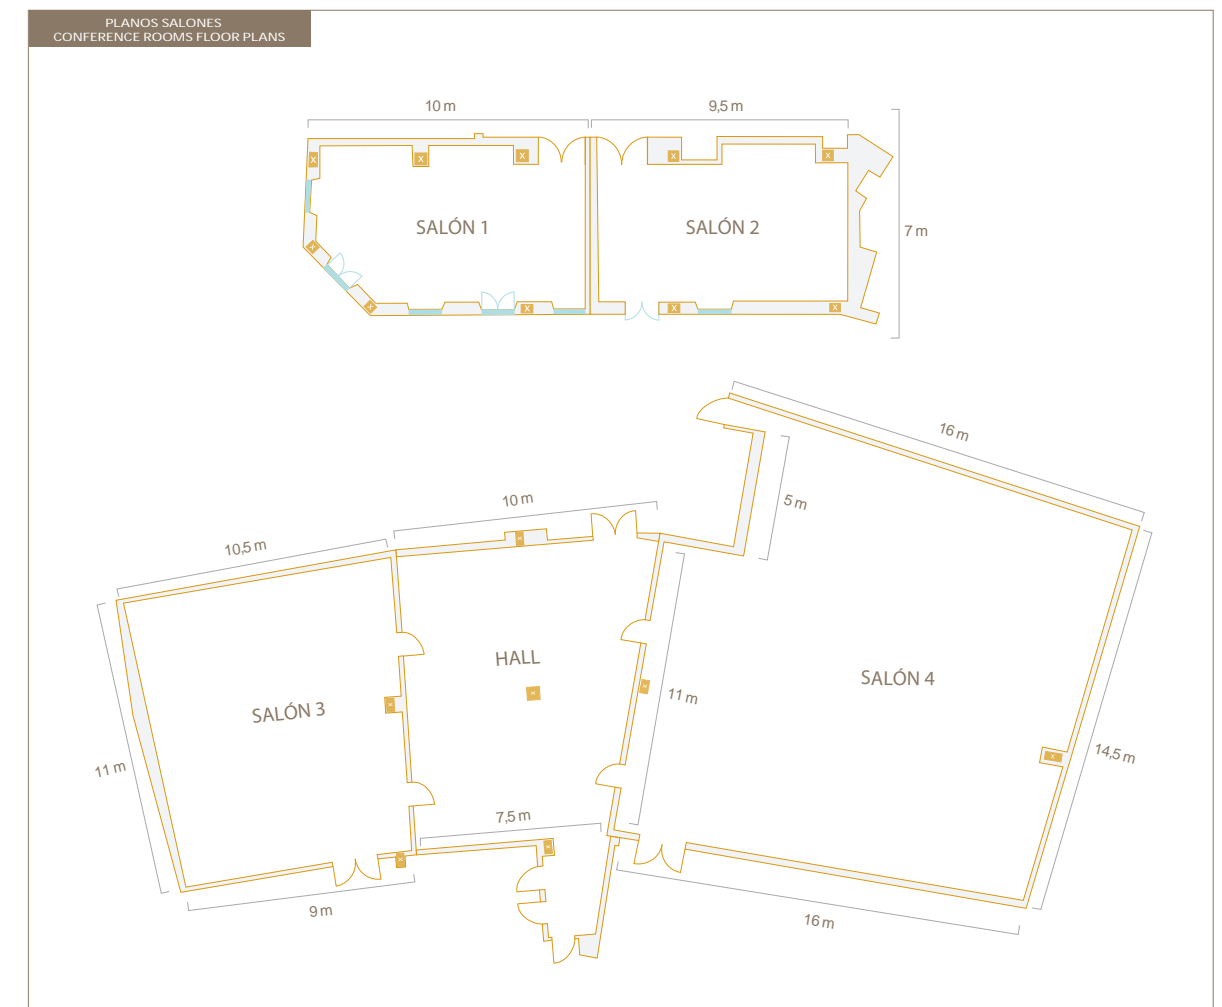 PLANOS SALONES
CONFERENCE ROOMS FLOOR PLANS
10 m
9,5 m
x
x
x
x
x
SALÓN 1
SALÓN 2
7 m
x
x
x
x
x
16 m
5 m
10 m
10,5 m
x
HALL
x
x
11 m
SALÓN 4
SALÓN 3
x
x
14,5 m
11 m
7,5 m
x
x
9 m
16 m